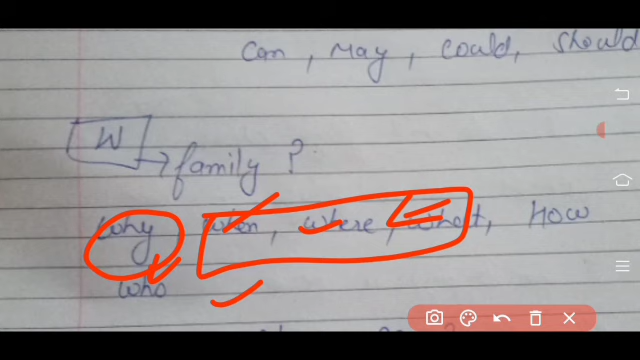 Can, May, Could, Should
W → family ?
Why when, where, what, How
who